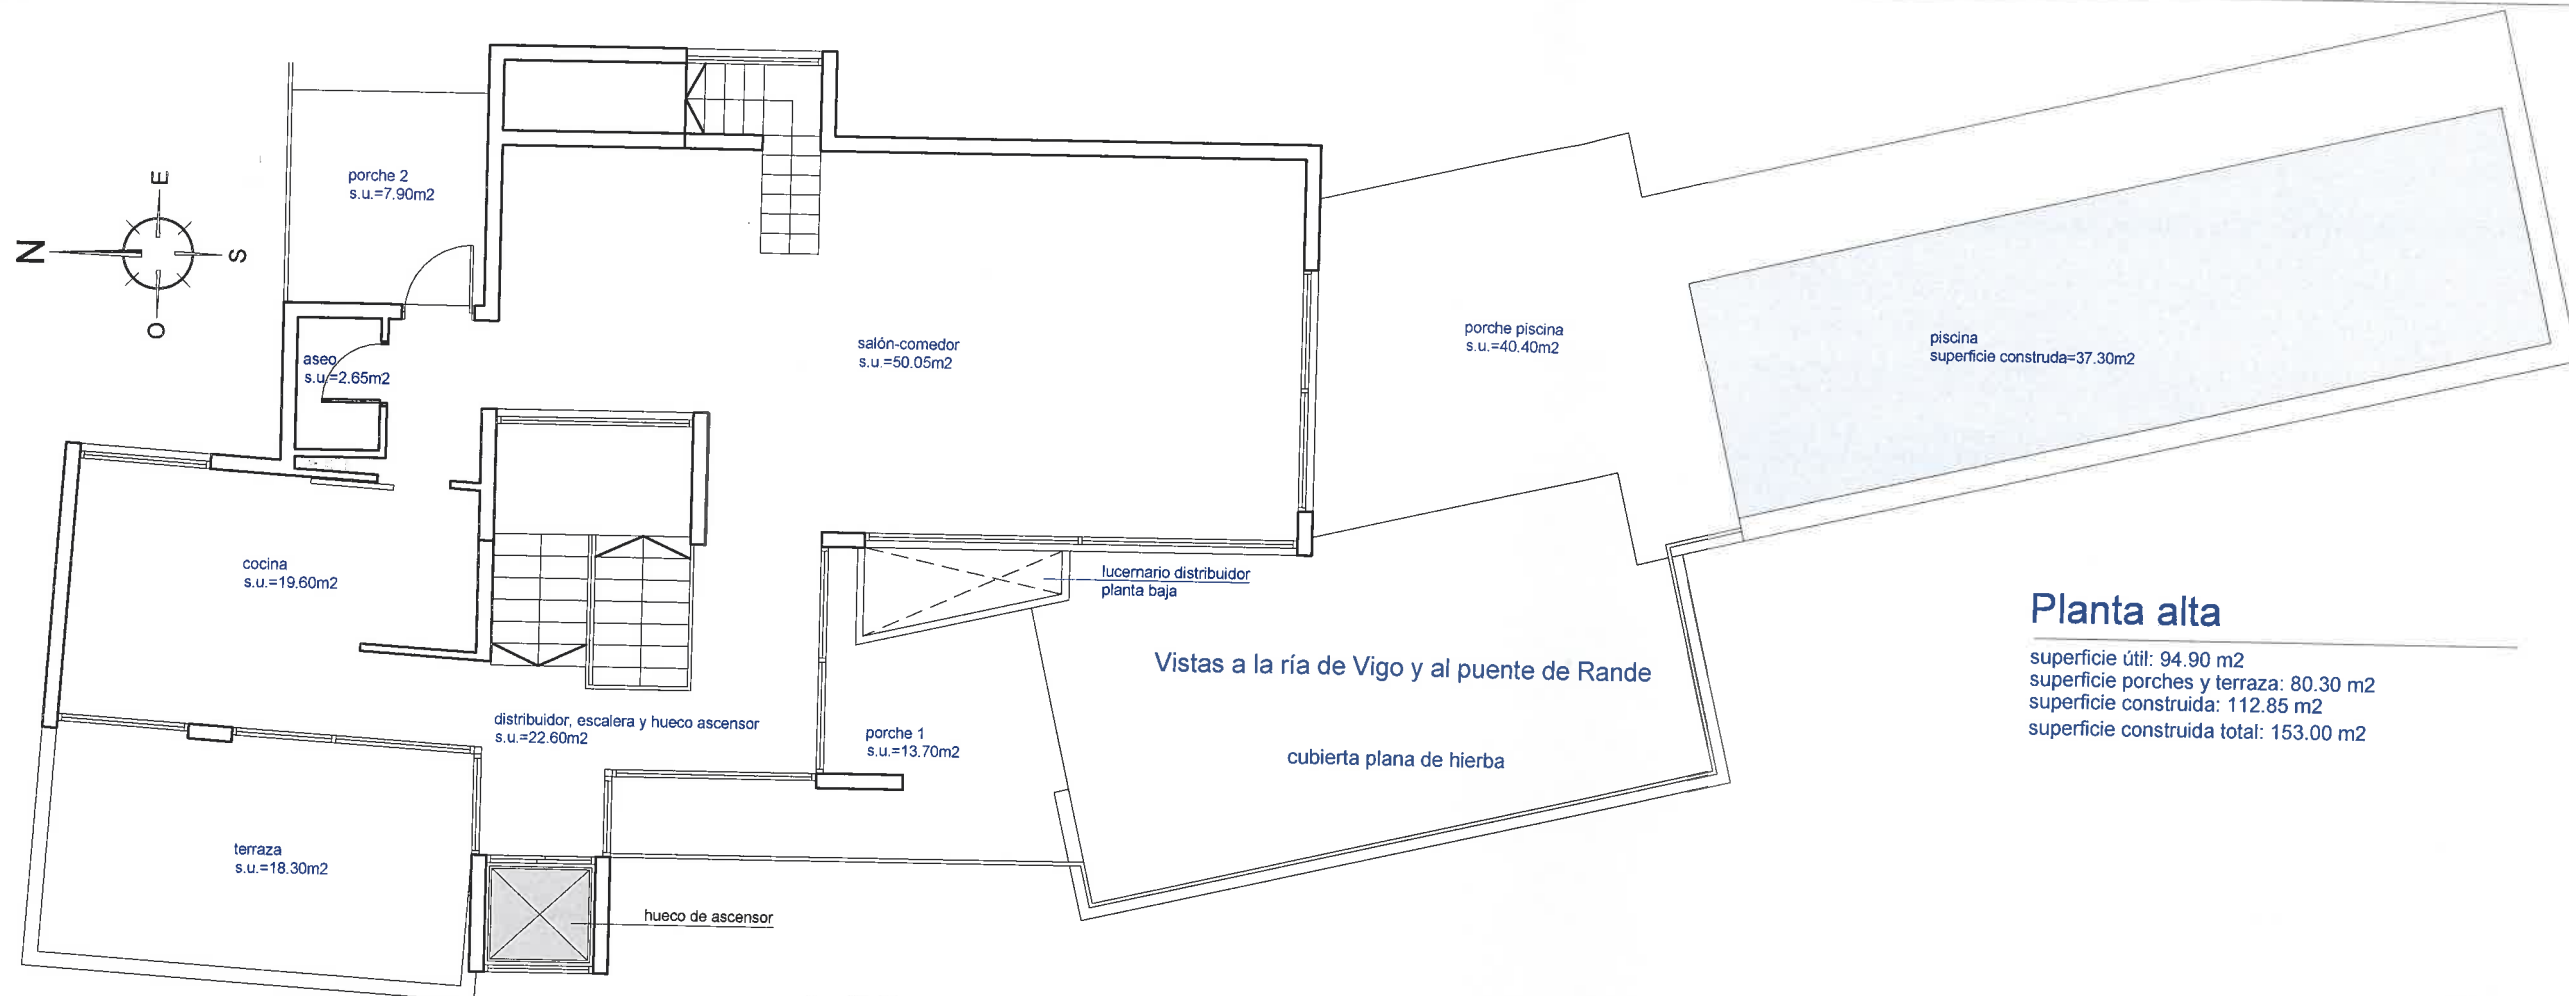 porche 2
s.u.=7.90m2
E
N
S
O
aseo
s.u.=2.65m2
salón-comedor
s.u.=50.05m2
porche piscina
s.u.=40.40m2
piscina
superficie construda=37.30m2
cocina
s.u.=19.60m2
lucernario distribuidor
planta baja
Vistas a la ría de Vigo y al puente de Rande
distribuidor, escalera y hueco ascensor
s.u.=22.60m2
porche 1
s.u.=13.70m2
cubierta plana de hierba
terraza
s.u.=18.30m2
hueco de ascensor
Planta alta
superficie útil: 94.90 m2
superficie porches y terraza: 80.30 m2
superficie construida: 112.85 m2
superficie construida total: 153.00 m2